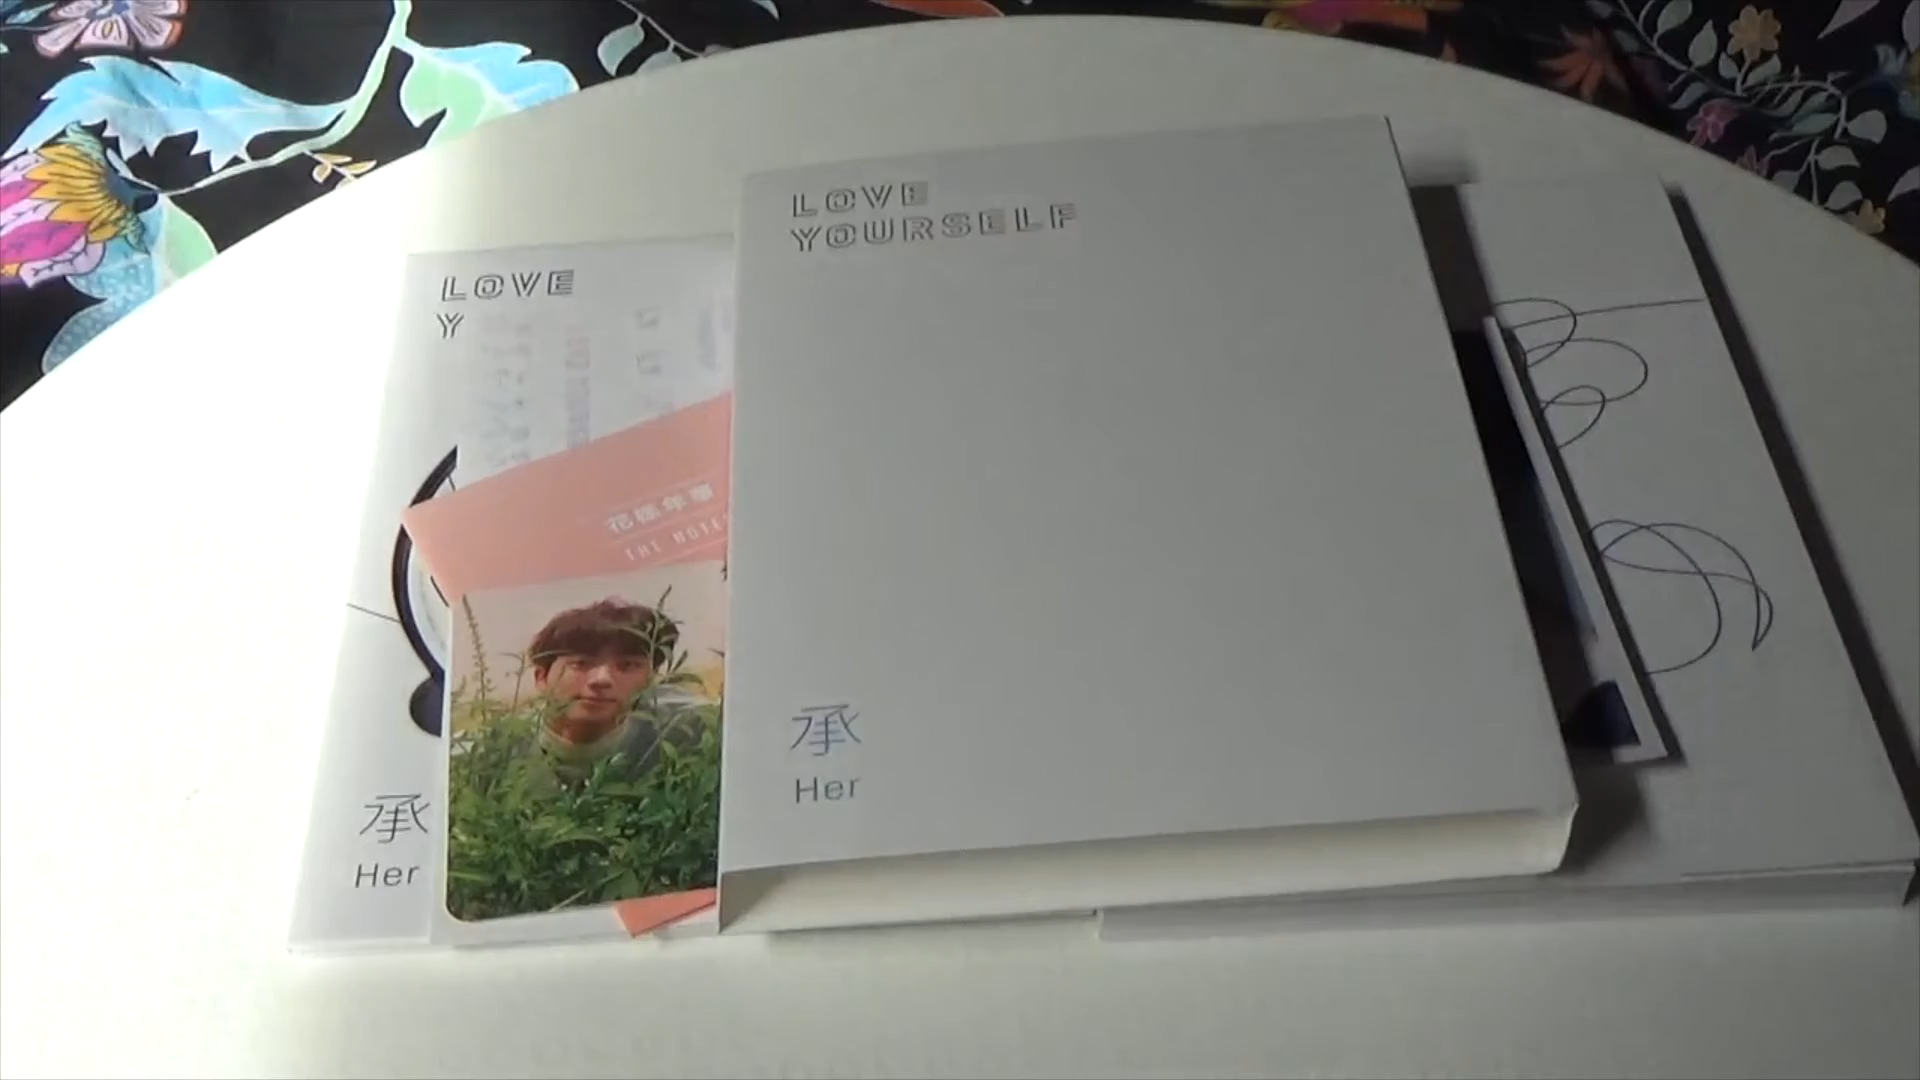 LOVE
YOURSELF
承
Her
LOVE
Y
花樣年華
THE NOTES
承
Her